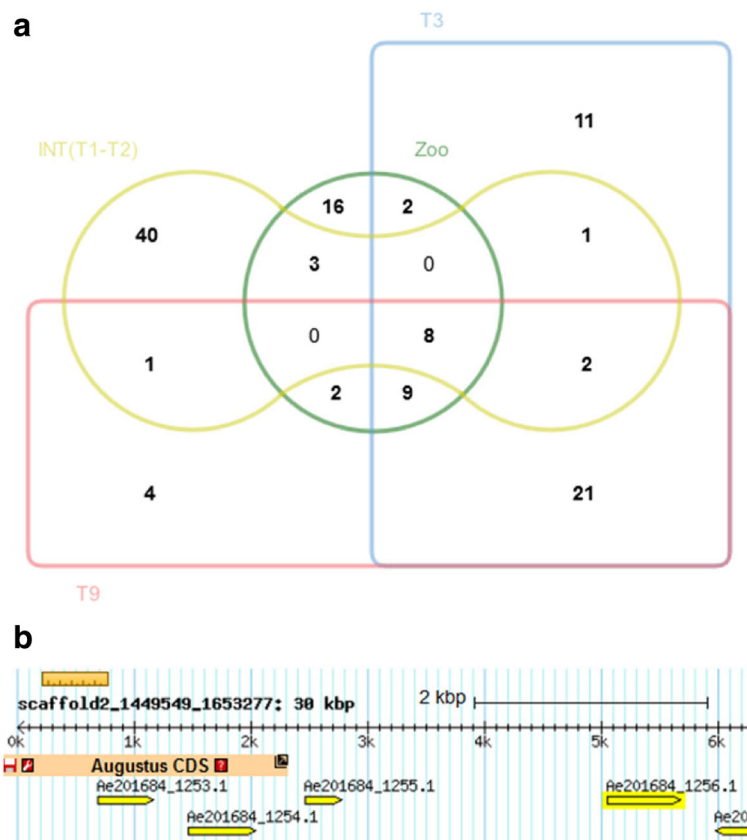 a
T3
11
INT(T1-T2)
Zoo
16
2
40
1
3
0
0
8
1
2
2
9
4
21
T9
b
scaffold2_1449549_1653277: 30 kbp
2 kbp
0k 1k 2k 3k 4k 5k 6k
Augustus CDS ?
Ae201684_1253.1 Ae201684_1255.1 Ae201684_1256.1
Ae201684_1254.1 Ae20